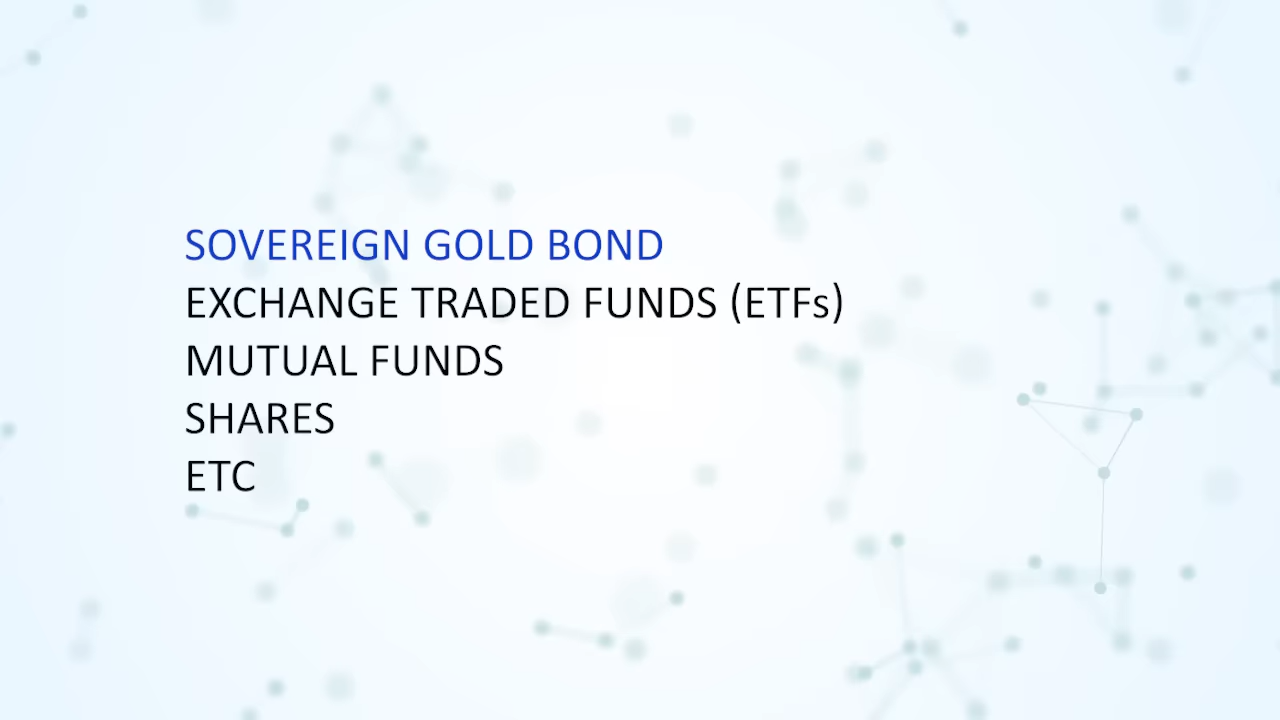 SOVEREIGN GOLD BOND
EXCHANGE TRADED FUNDS (ETFs)
MUTUAL FUNDS
SHARES
ETC